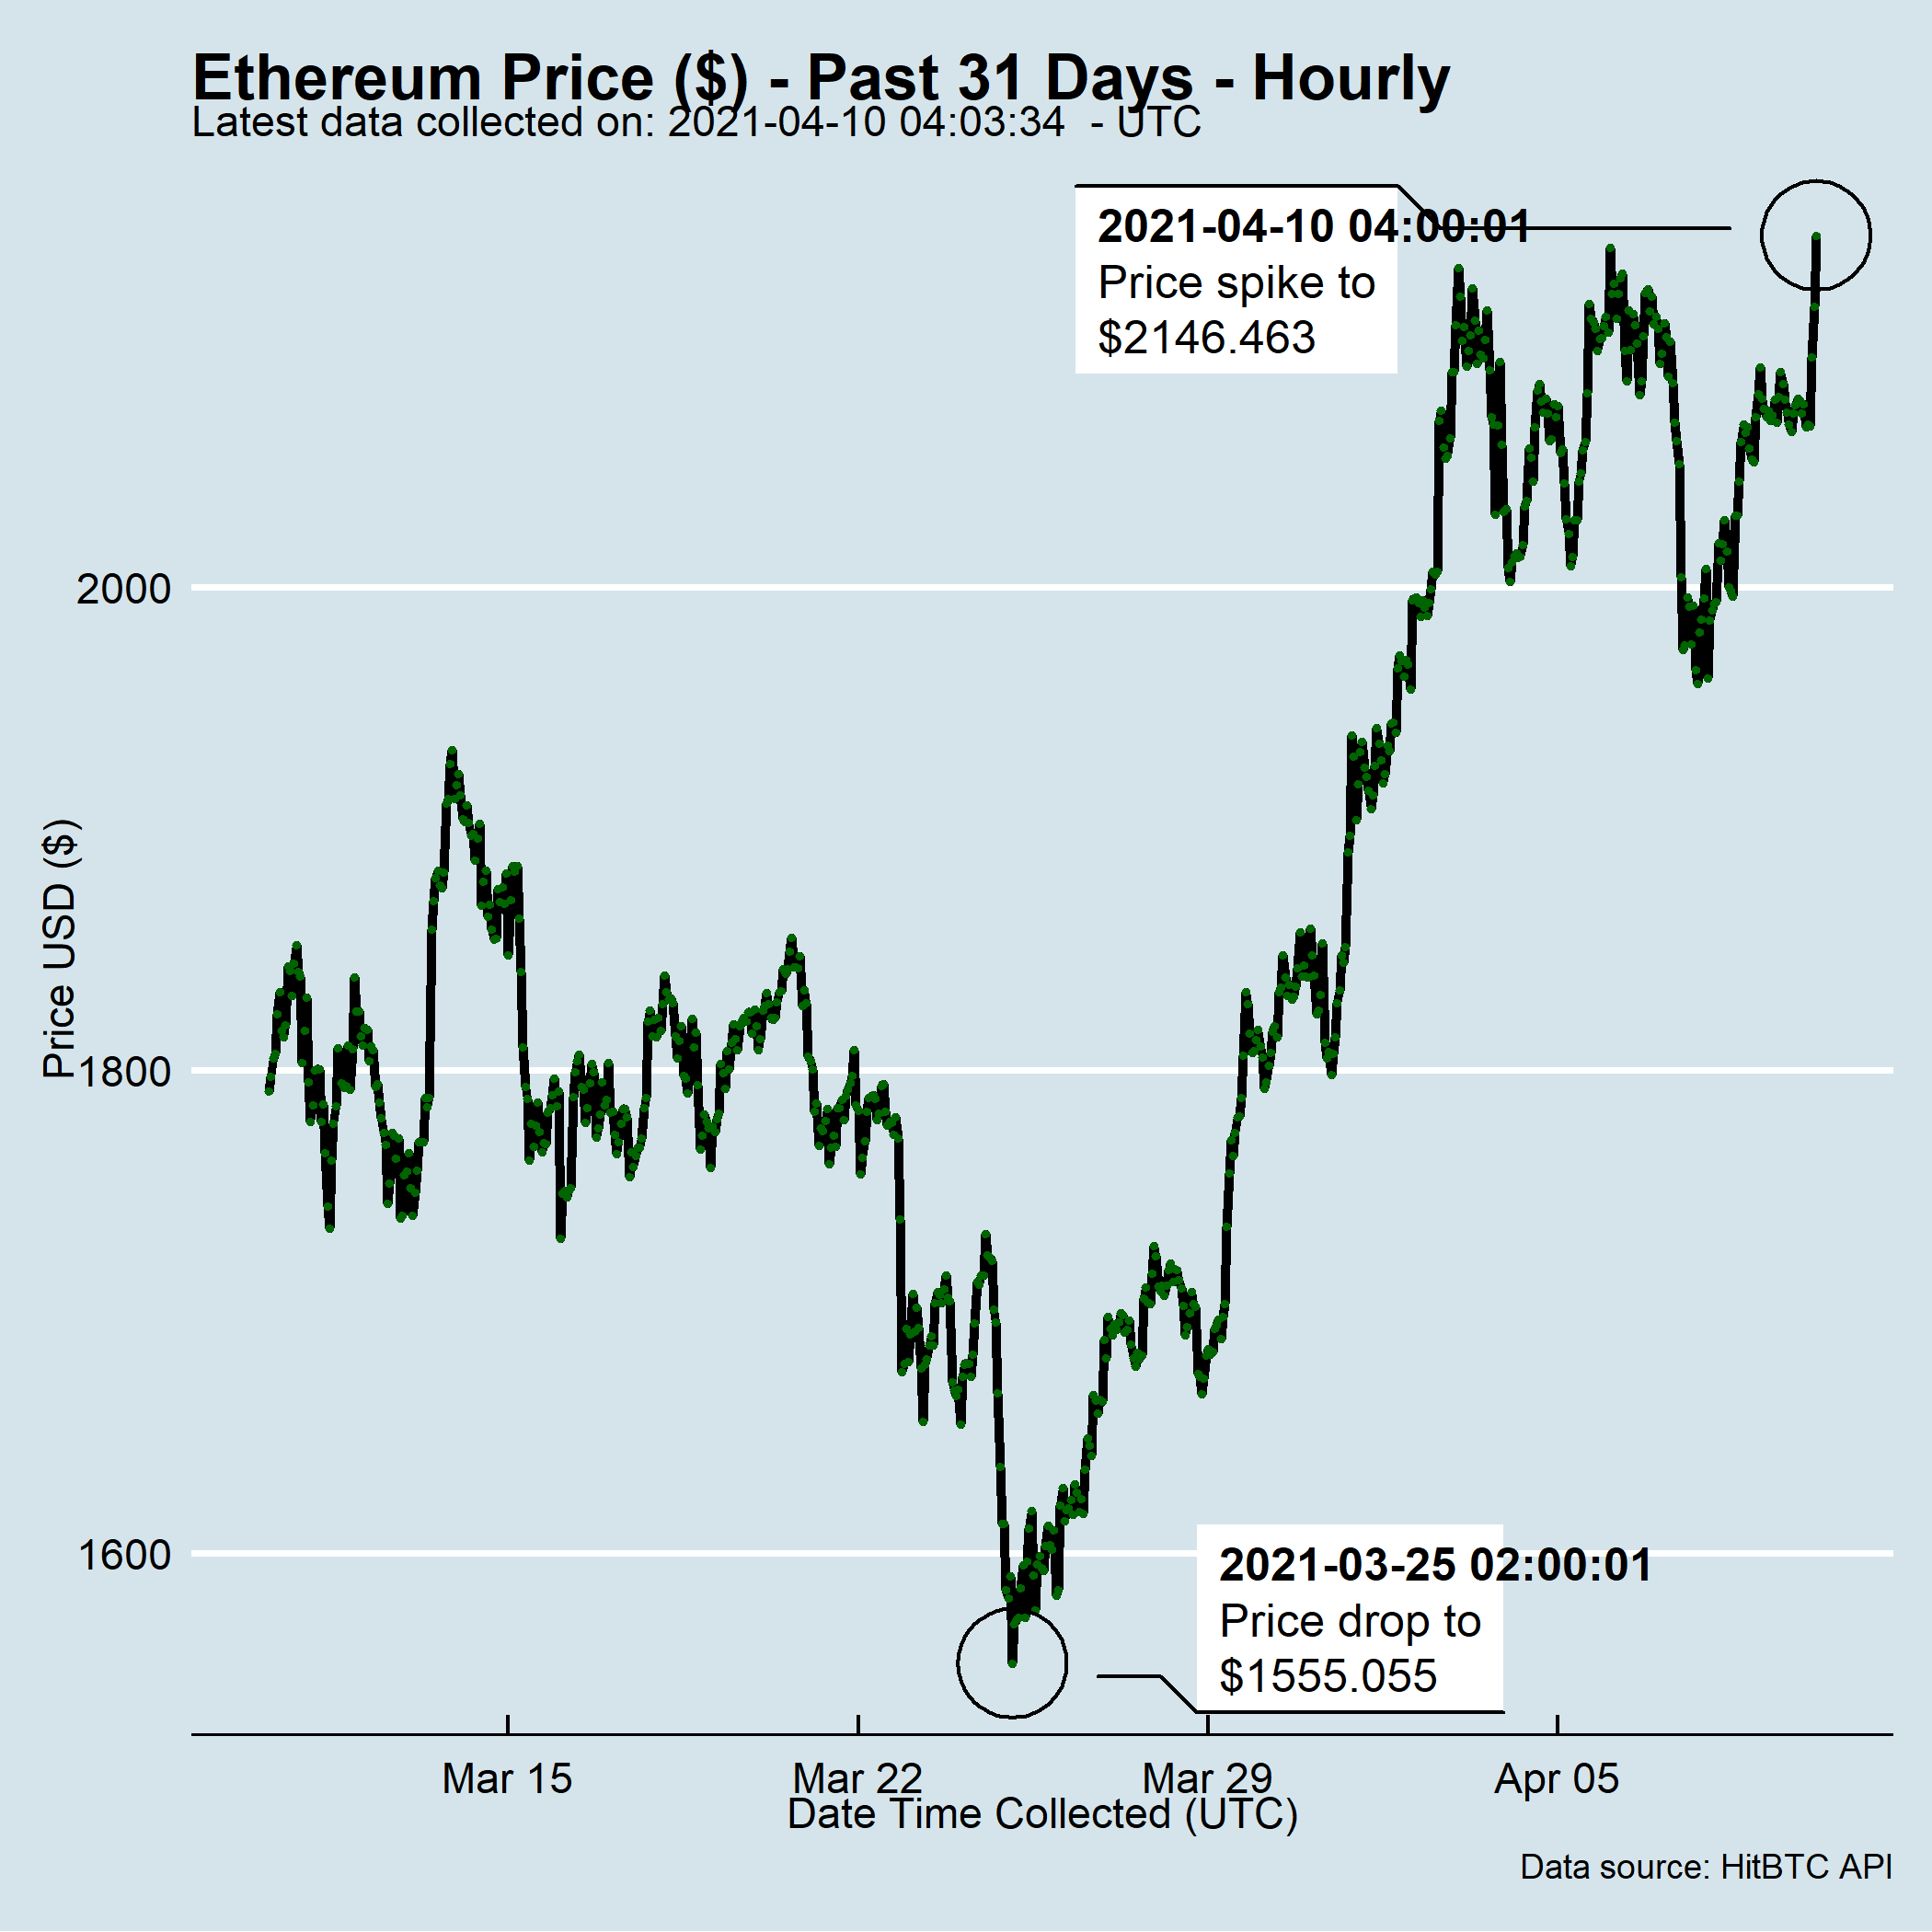 Ethereum Price ($) - Past 31 Days - Hourly
Latest data collected on: 2021-04-10 04:03:34  - UTC
2021-04-10 04:00:01
Price spike to
$2146.463
2000
1800
1600
Price USD ($)
2021-03-25 02:00:01
Price drop to
$1555.055
Mar 15
Mar 22
Mar 29
Apr 05
Date Time Collected (UTC)
Data source: HitBTC API